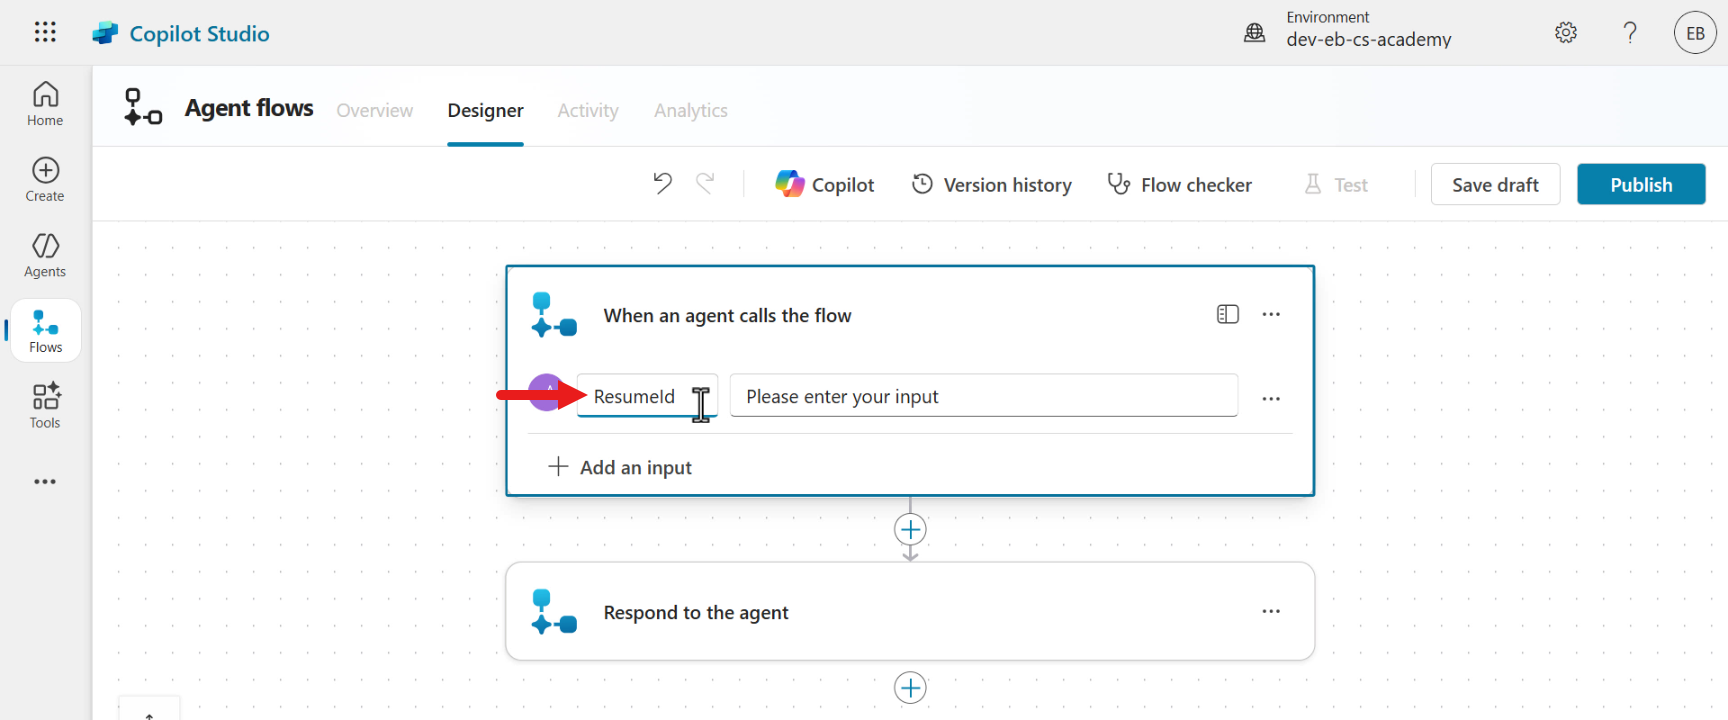 Copilot Studio
Environment
dev-eb-cs-academy
EB
Home
Create
Agents
Flows
Tools
Agent flows
Overview
Designer
Activity
Analytics
Copilot
Version history
Flow checker
Test
Save draft
Publish
When an agent calls the flow
ResumeId
Please enter your input
Add an input
Respond to the agent